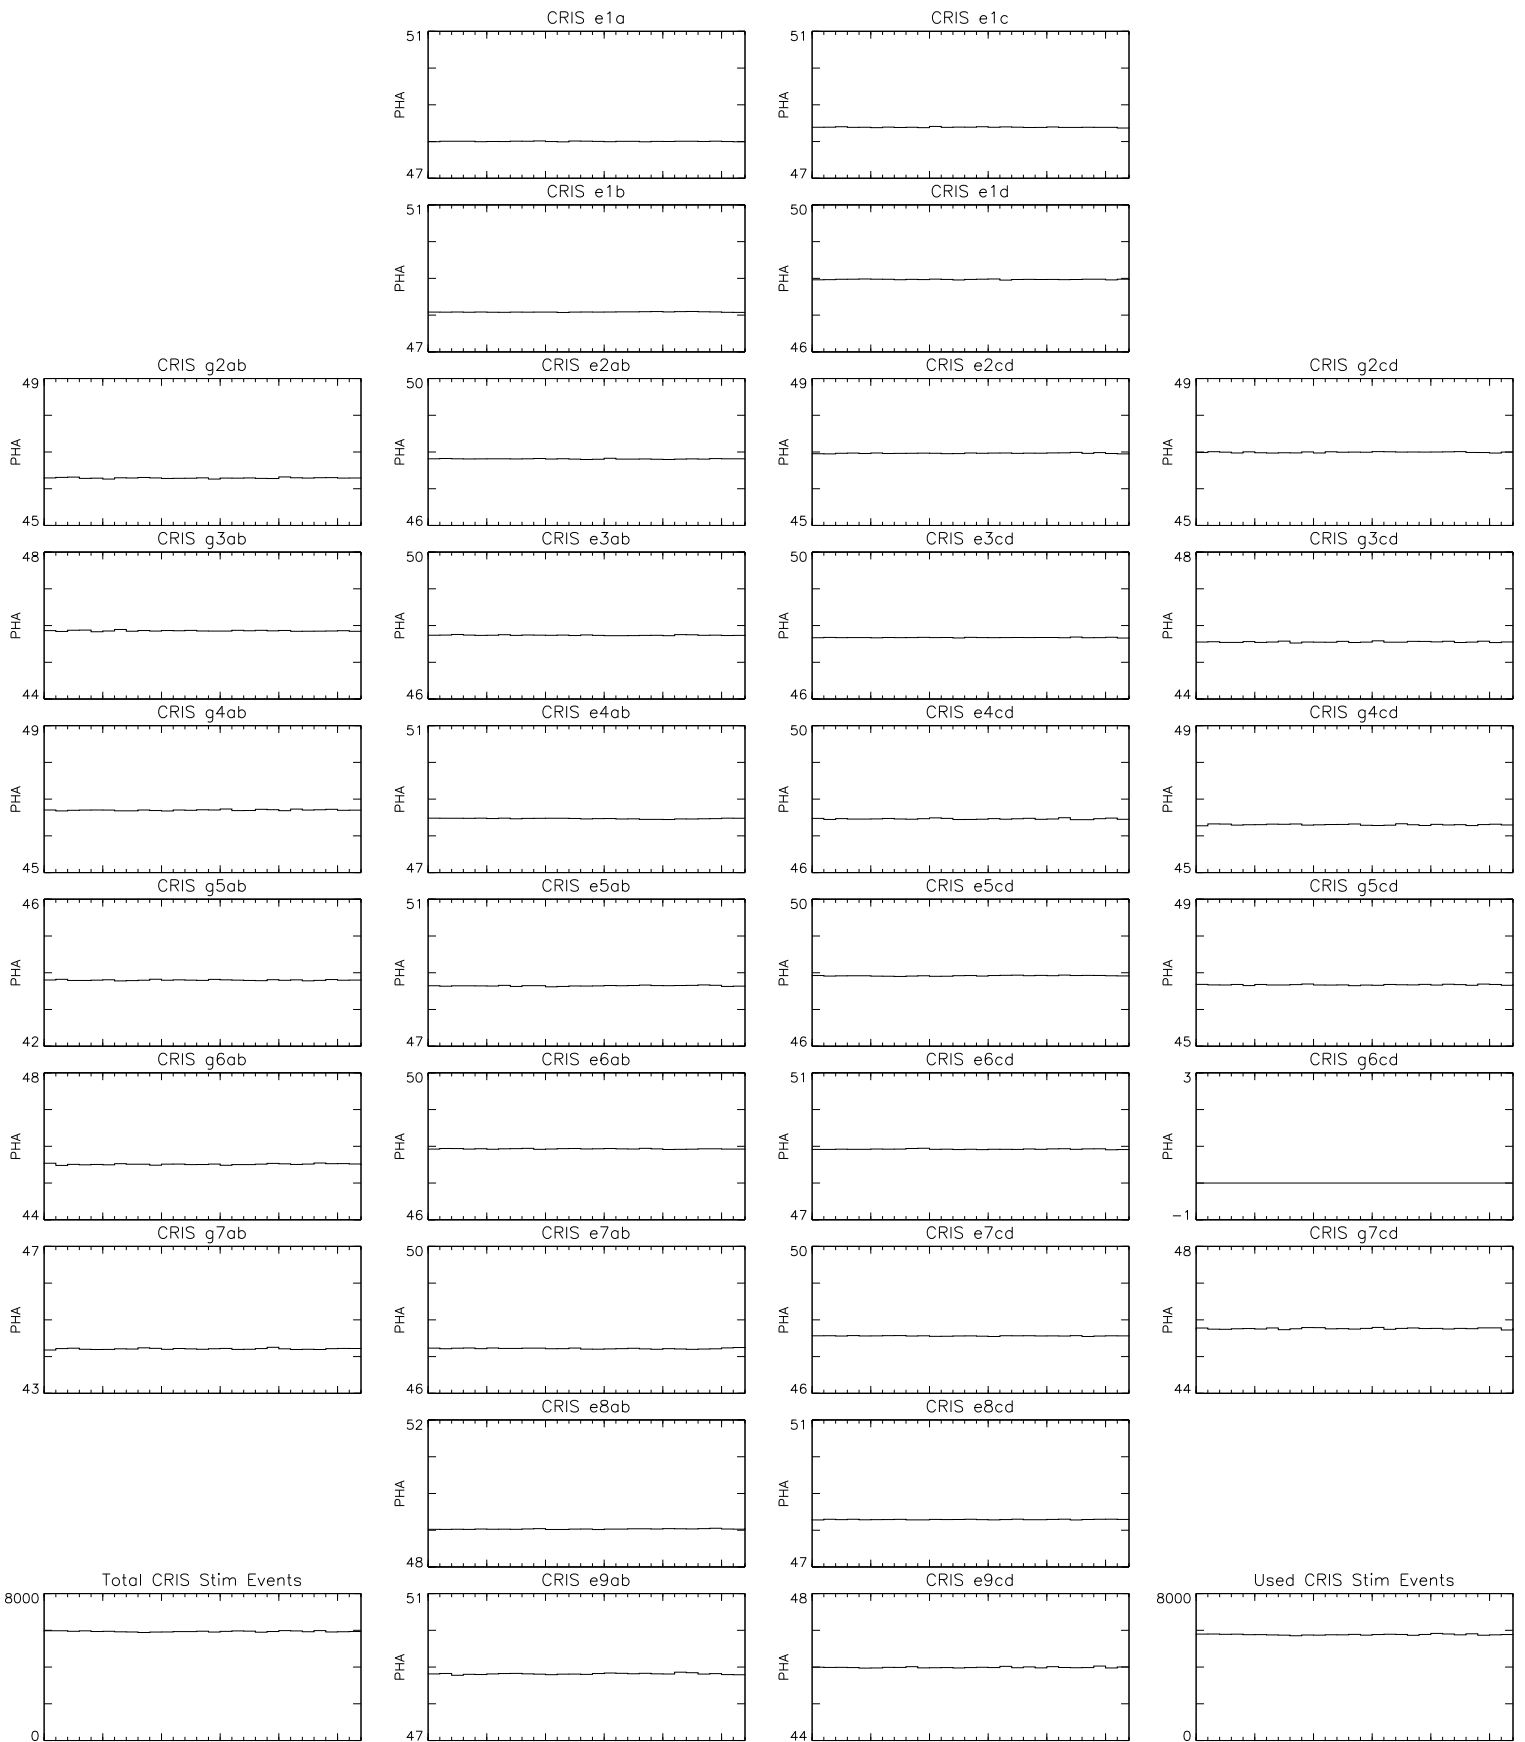 CRIS e1a
CRIS e1c
51
PHA
47
51
PHA
47
CRIS e1b
CRIS e1d
51
PHA
47
50
PHA
46
CRIS g2ab
CRIS e2ab
CRIS e2cd
CRIS g2cd
49
PHA
45
50
PHA
46
49
PHA
45
49
PHA
45
CRIS g3ab
CRIS e3ab
CRIS e3cd
CRIS g3cd
48
PHA
44
50
PHA
46
50
PHA
46
48
PHA
44
CRIS g4ab
CRIS e4ab
CRIS e4cd
CRIS g4cd
49
PHA
45
51
PHA
47
50
PHA
46
49
PHA
45
CRIS g5ab
CRIS e5ab
CRIS e5cd
CRIS g5cd
46
PHA
42
51
PHA
47
50
PHA
46
49
PHA
45
CRIS g6ab
CRIS e6ab
CRIS e6cd
CRIS g6cd
48
PHA
44
50
PHA
46
51
PHA
47
3
PHA
-1
CRIS g7ab
CRIS e7ab
CRIS e7cd
CRIS g7cd
47
PHA
43
50
PHA
46
50
PHA
46
48
PHA
44
CRIS e8ab
CRIS e8cd
52
PHA
48
51
PHA
47
Total CRIS Stim Events
CRIS e9ab
CRIS e9cd
Used CRIS Stim Events
8000
0
51
PHA
47
48
PHA
44
8000
0